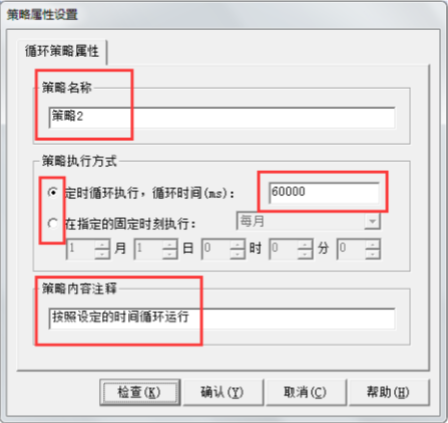 策略属性设置
循环策略属性
策略名称
策略2
策略执行方式
定时循环执行，循环时间(ms)： 60000
在指定的固定时刻执行： 每月
1 月 1 日 0 时 0 分 0
策略内容注释
按照设定的时间循环运行
检查(K) 确认(Y) 取消(C) 帮助(H)